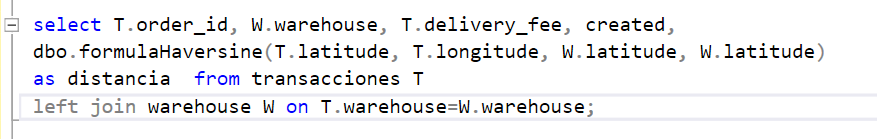 select T.order_id, W.warehouse, T.delivery_fee, created,
dbo.formulaHaversine(T.latitude, T.longitude, W.latitude, W.latitude)
as distancia  from transacciones T
left join warehouse W on T.warehouse=W.warehouse;